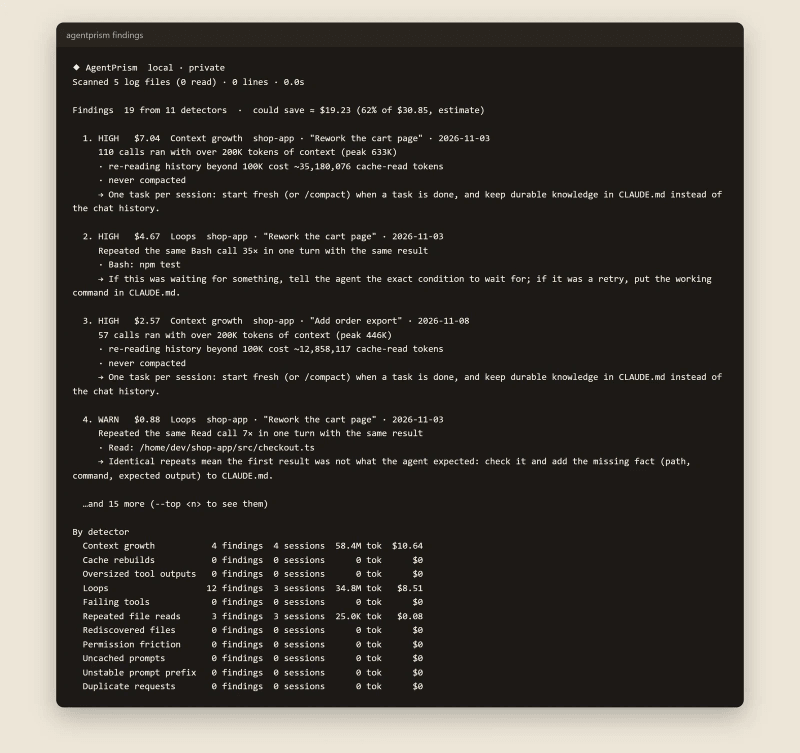 agentprism findings
◆ AgentPrism  local · private
Scanned 5 log files (0 read) · 0 lines · 0.0s
Findings  19 from 11 detectors  ·  could save ≈ $19.23 (62% of $30.85, estimate)
1. HIGH   $7.04  Context growth  shop-app · "Rework the cart page" · 2026-11-03
110 calls ran with over 200K tokens of context (peak 633K)
· re-reading history beyond 100K cost ~35,180,076 cache-read tokens
· never compacted
→ One task per session: start fresh (or /compact) when a task is done, and keep durable knowledge in CLAUDE.md instead of
the chat history.
2. HIGH   $4.67  Loops  shop-app · "Rework the cart page" · 2026-11-03
Repeated the same Bash call 35× in one turn with the same result
· Bash: npm test
→ If this was waiting for something, tell the agent the exact condition to wait for; if it was a retry, put the working
command in CLAUDE.md.
3. HIGH   $2.57  Context growth  shop-app · "Add order export" · 2026-11-08
57 calls ran with over 200K tokens of context (peak 446K)
· re-reading history beyond 100K cost ~12,858,117 cache-read tokens
· never compacted
→ One task per session: start fresh (or /compact) when a task is done, and keep durable knowledge in CLAUDE.md instead of
the chat history.
4. WARN   $0.88  Loops  shop-app · "Rework the cart page" · 2026-11-03
Repeated the same Read call 7× in one turn with the same result
· Read: /home/dev/shop-app/src/checkout.ts
→ Identical repeats mean the first result was not what the agent expected: check it and add the missing fact (path,
command, expected output) to CLAUDE.md.
…and 15 more (--top <n> to see them)
By detector
Context growth           4 findings  4 sessions  58.4M tok  $10.64
Cache rebuilds           0 findings  0 sessions      0 tok      $0
Oversized tool outputs   0 findings  0 sessions      0 tok      $0
Loops                   12 findings  3 sessions  34.8M tok   $8.51
Failing tools            0 findings  0 sessions      0 tok      $0
Repeated file reads      3 findings  3 sessions  25.0K tok   $0.08
Rediscovered files       0 findings  0 sessions      0 tok      $0
Permission friction      0 findings  0 sessions      0 tok      $0
Uncached prompts         0 findings  0 sessions      0 tok      $0
Unstable prompt prefix   0 findings  0 sessions      0 tok      $0
Duplicate requests       0 findings  0 sessions      0 tok      $0